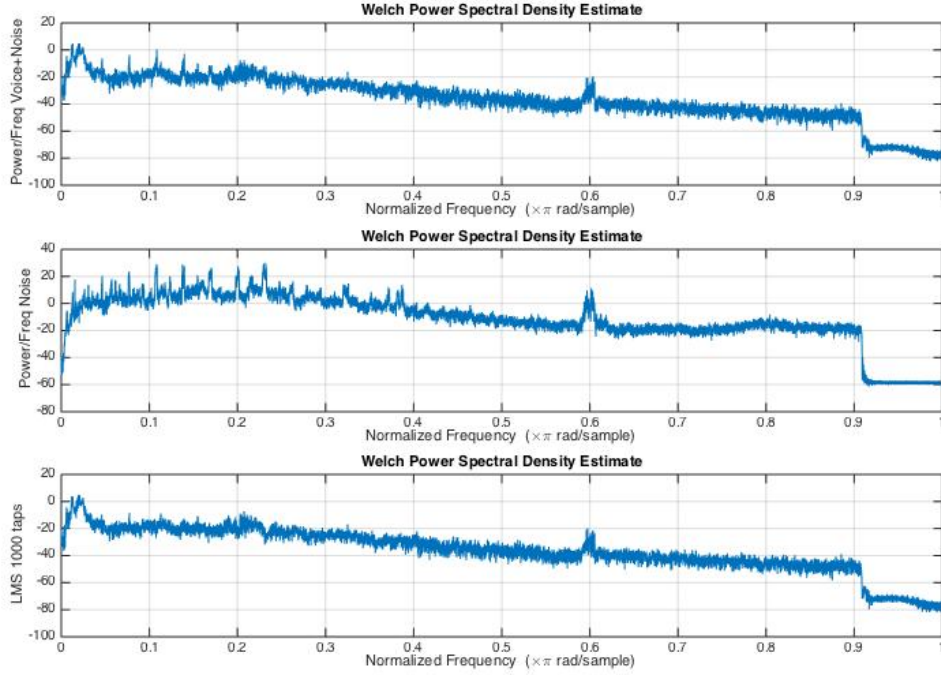 Welch Power Spectral Density Estimate
Power/Freq Voice+Noise
20
0
-20
-40
-60
-80
-100
0 0.1 0.2 0.3 0.4 0.5 0.6 0.7 0.8 0.9 1
Normalized Frequency (×π rad/sample)
Welch Power Spectral Density Estimate
Power/Freq Noise
40
20
0
-20
-40
-60
-80
0 0.1 0.2 0.3 0.4 0.5 0.6 0.7 0.8 0.9 1
Normalized Frequency (×π rad/sample)
Welch Power Spectral Density Estimate
LMS 1000 taps
20
0
-20
-40
-60
-80
-100
0 0.1 0.2 0.3 0.4 0.5 0.6 0.7 0.8 0.9 1
Normalized Frequency (×π rad/sample)